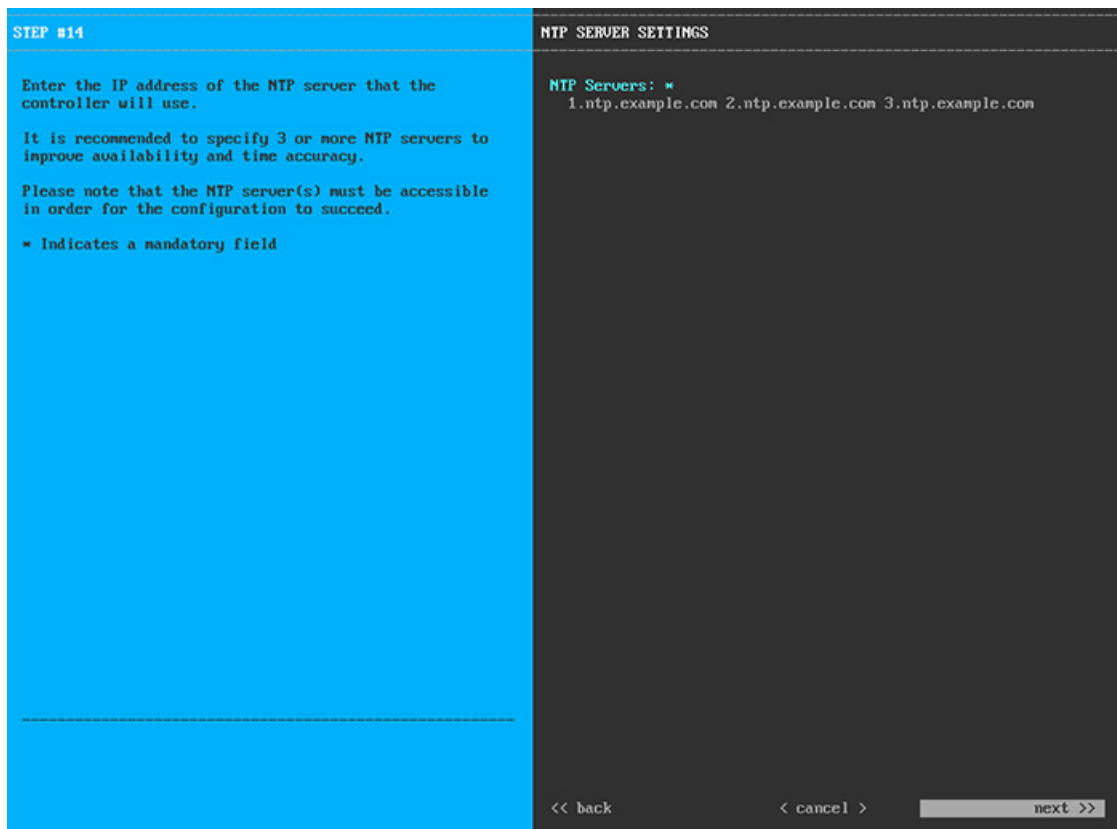 STEP #14
Enter the IP address of the NTP server that the
controller will use.
It is recommended to specify 3 or more NTP servers to
improve availability and time accuracy.
Please note that the NTP server(s) must be accessible
in order for the configuration to succeed.
* Indicates a mandatory field
NTP SERVER SETTINGS
NTP Servers: *
1.ntp.example.com 2.ntp.example.com 3.ntp.example.com
<< back < cancel > next >>